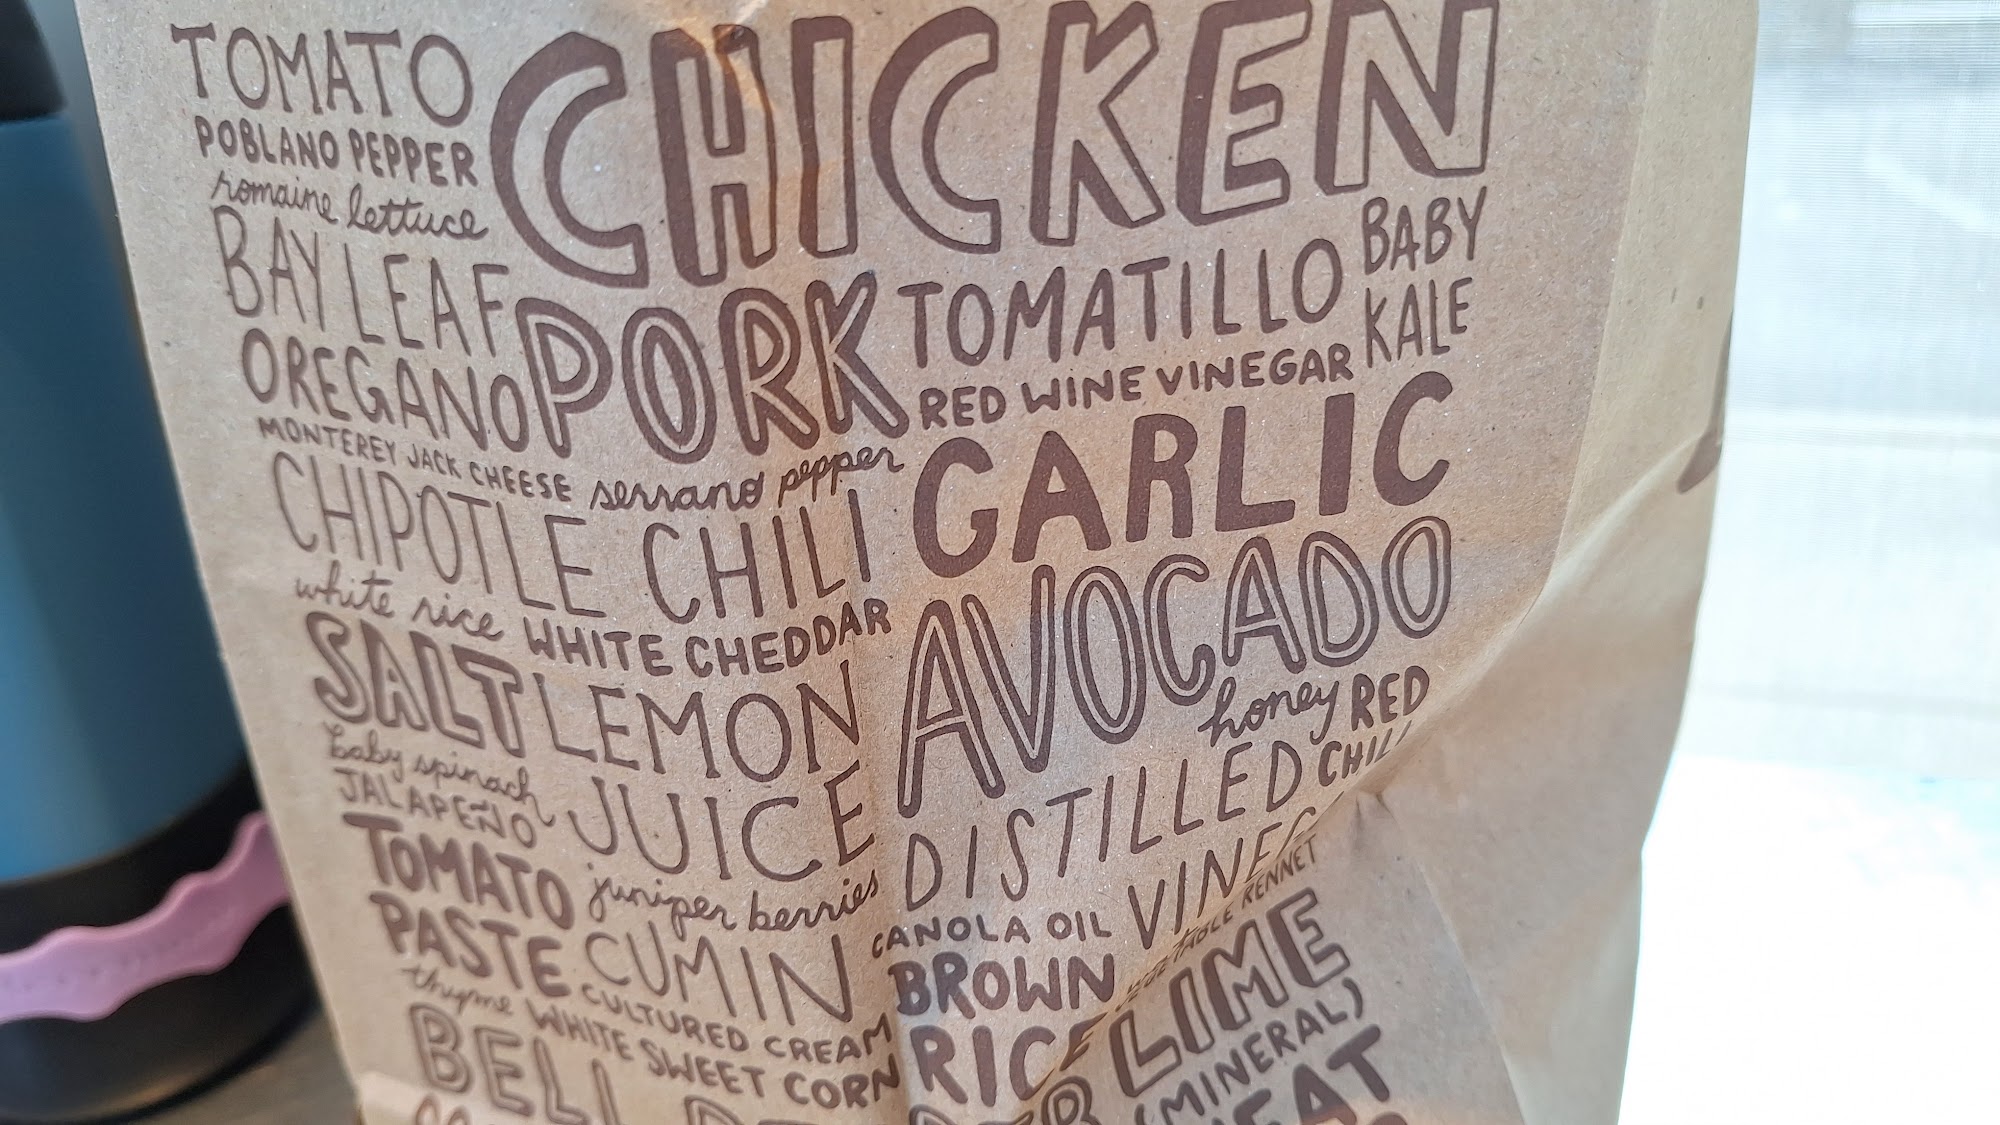 TOMATO
CHICKEN
POBLANO PEPPER
romaine lettuce
BAY LEAF
OREGANO
PORK
TOMATILLO
BABY
KALE
RED WINE VINEGAR
MONTEREY JACK CHEESE
serrano pepper
GARLIC
CHIPOTLE CHILI
white rice
WHITE CHEDDAR
AVOCADO
SALT
LEMON
JUICE
honey
RED
CHILI
baby spinach
JALAPEÑO
DISTILLED
TOMATO
PASTE
juniper berries
CANOLA OIL
CUMIN
BROWN
RICE
RENNET
LIME
(MINERAL)
thyme
CULTURED CREAM
WHITE SWEET CORN
BELL